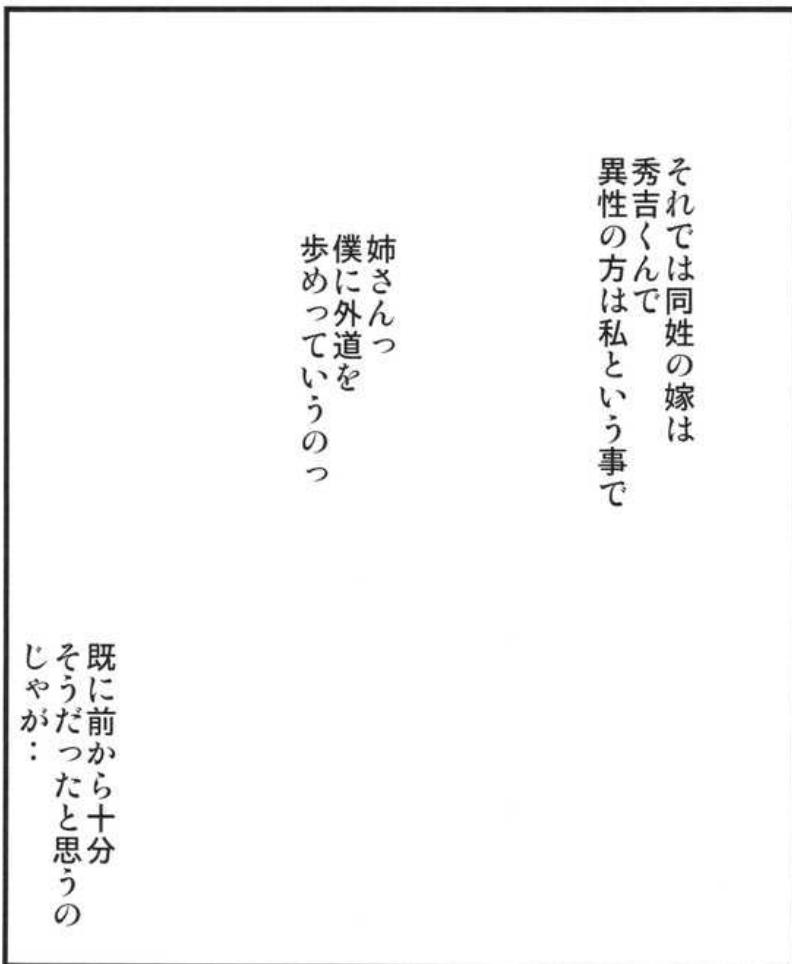 それでは同姓の嫁は
秀吉くんで
異性の方は私という事で
姉さんっ
僕に外道を
歩めっていうのっ
既に前から十分
そうだったと思うの
じゃが‥